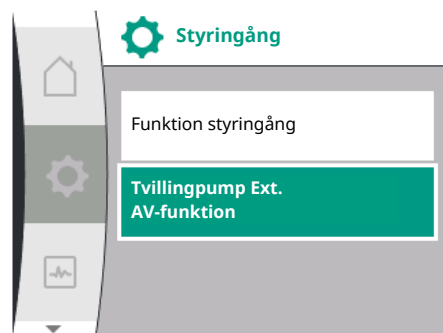 Styringång
Funktion styringång
Tvillingpump Ext.
AV-funktion